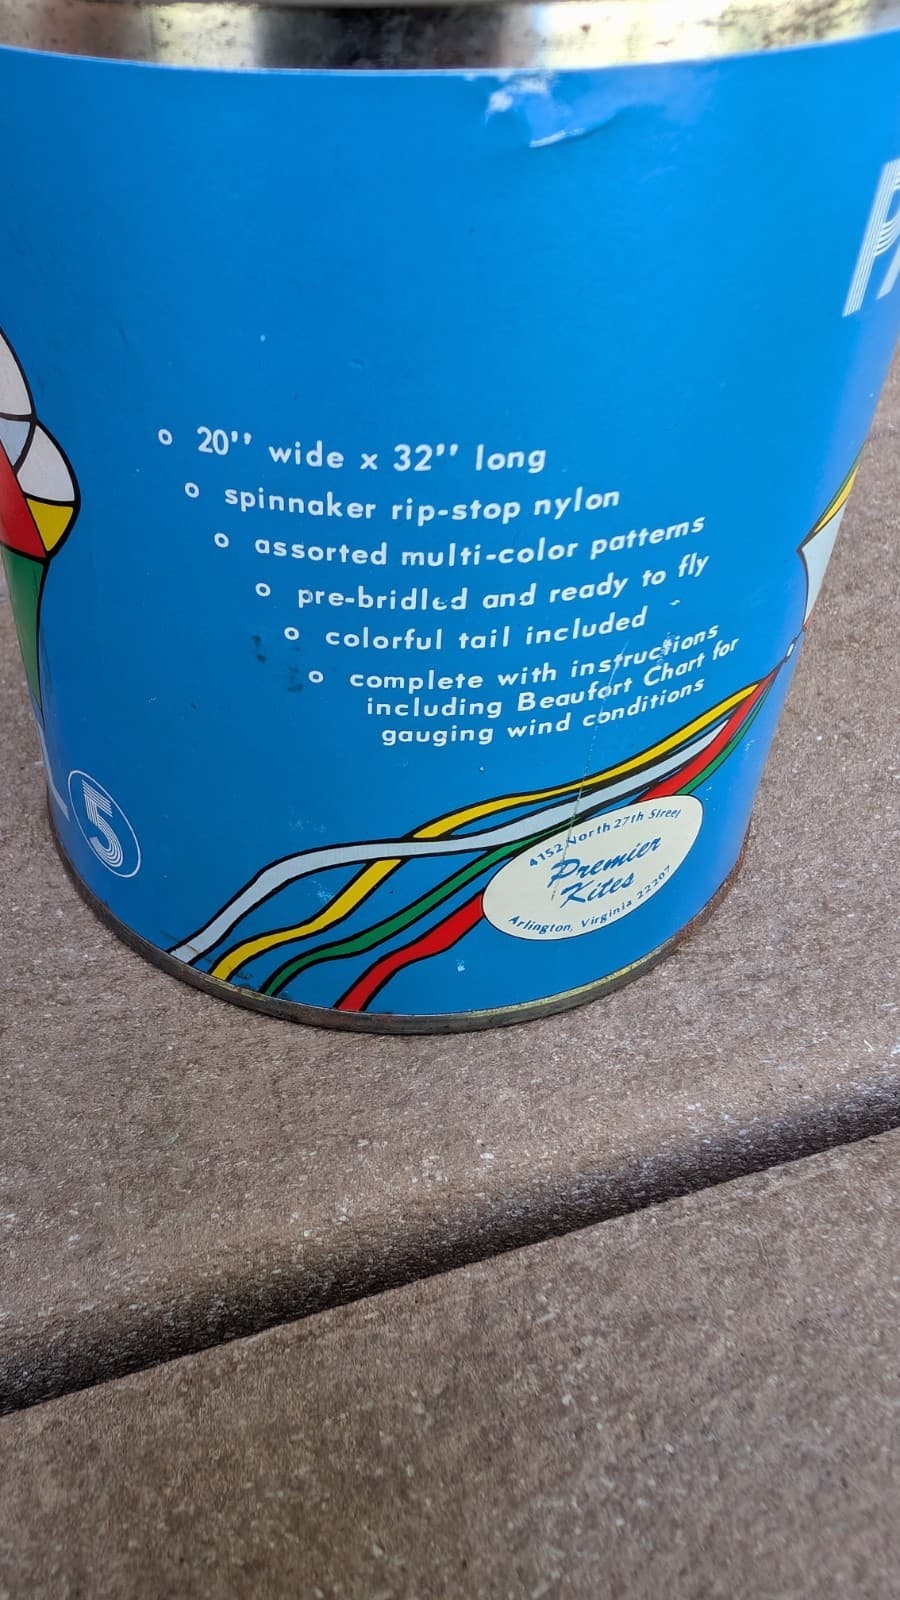 o 20'' wide x 32'' long
o spinnaker rip-stop nylon
o assorted multi-color patterns
o pre-bridled and ready to fly
o colorful tail included
o complete with instructions
including Beaufort Chart for
gauging wind conditions
5
4152 North 27th Street
Premier
Kites
Arlington, Virginia 22207